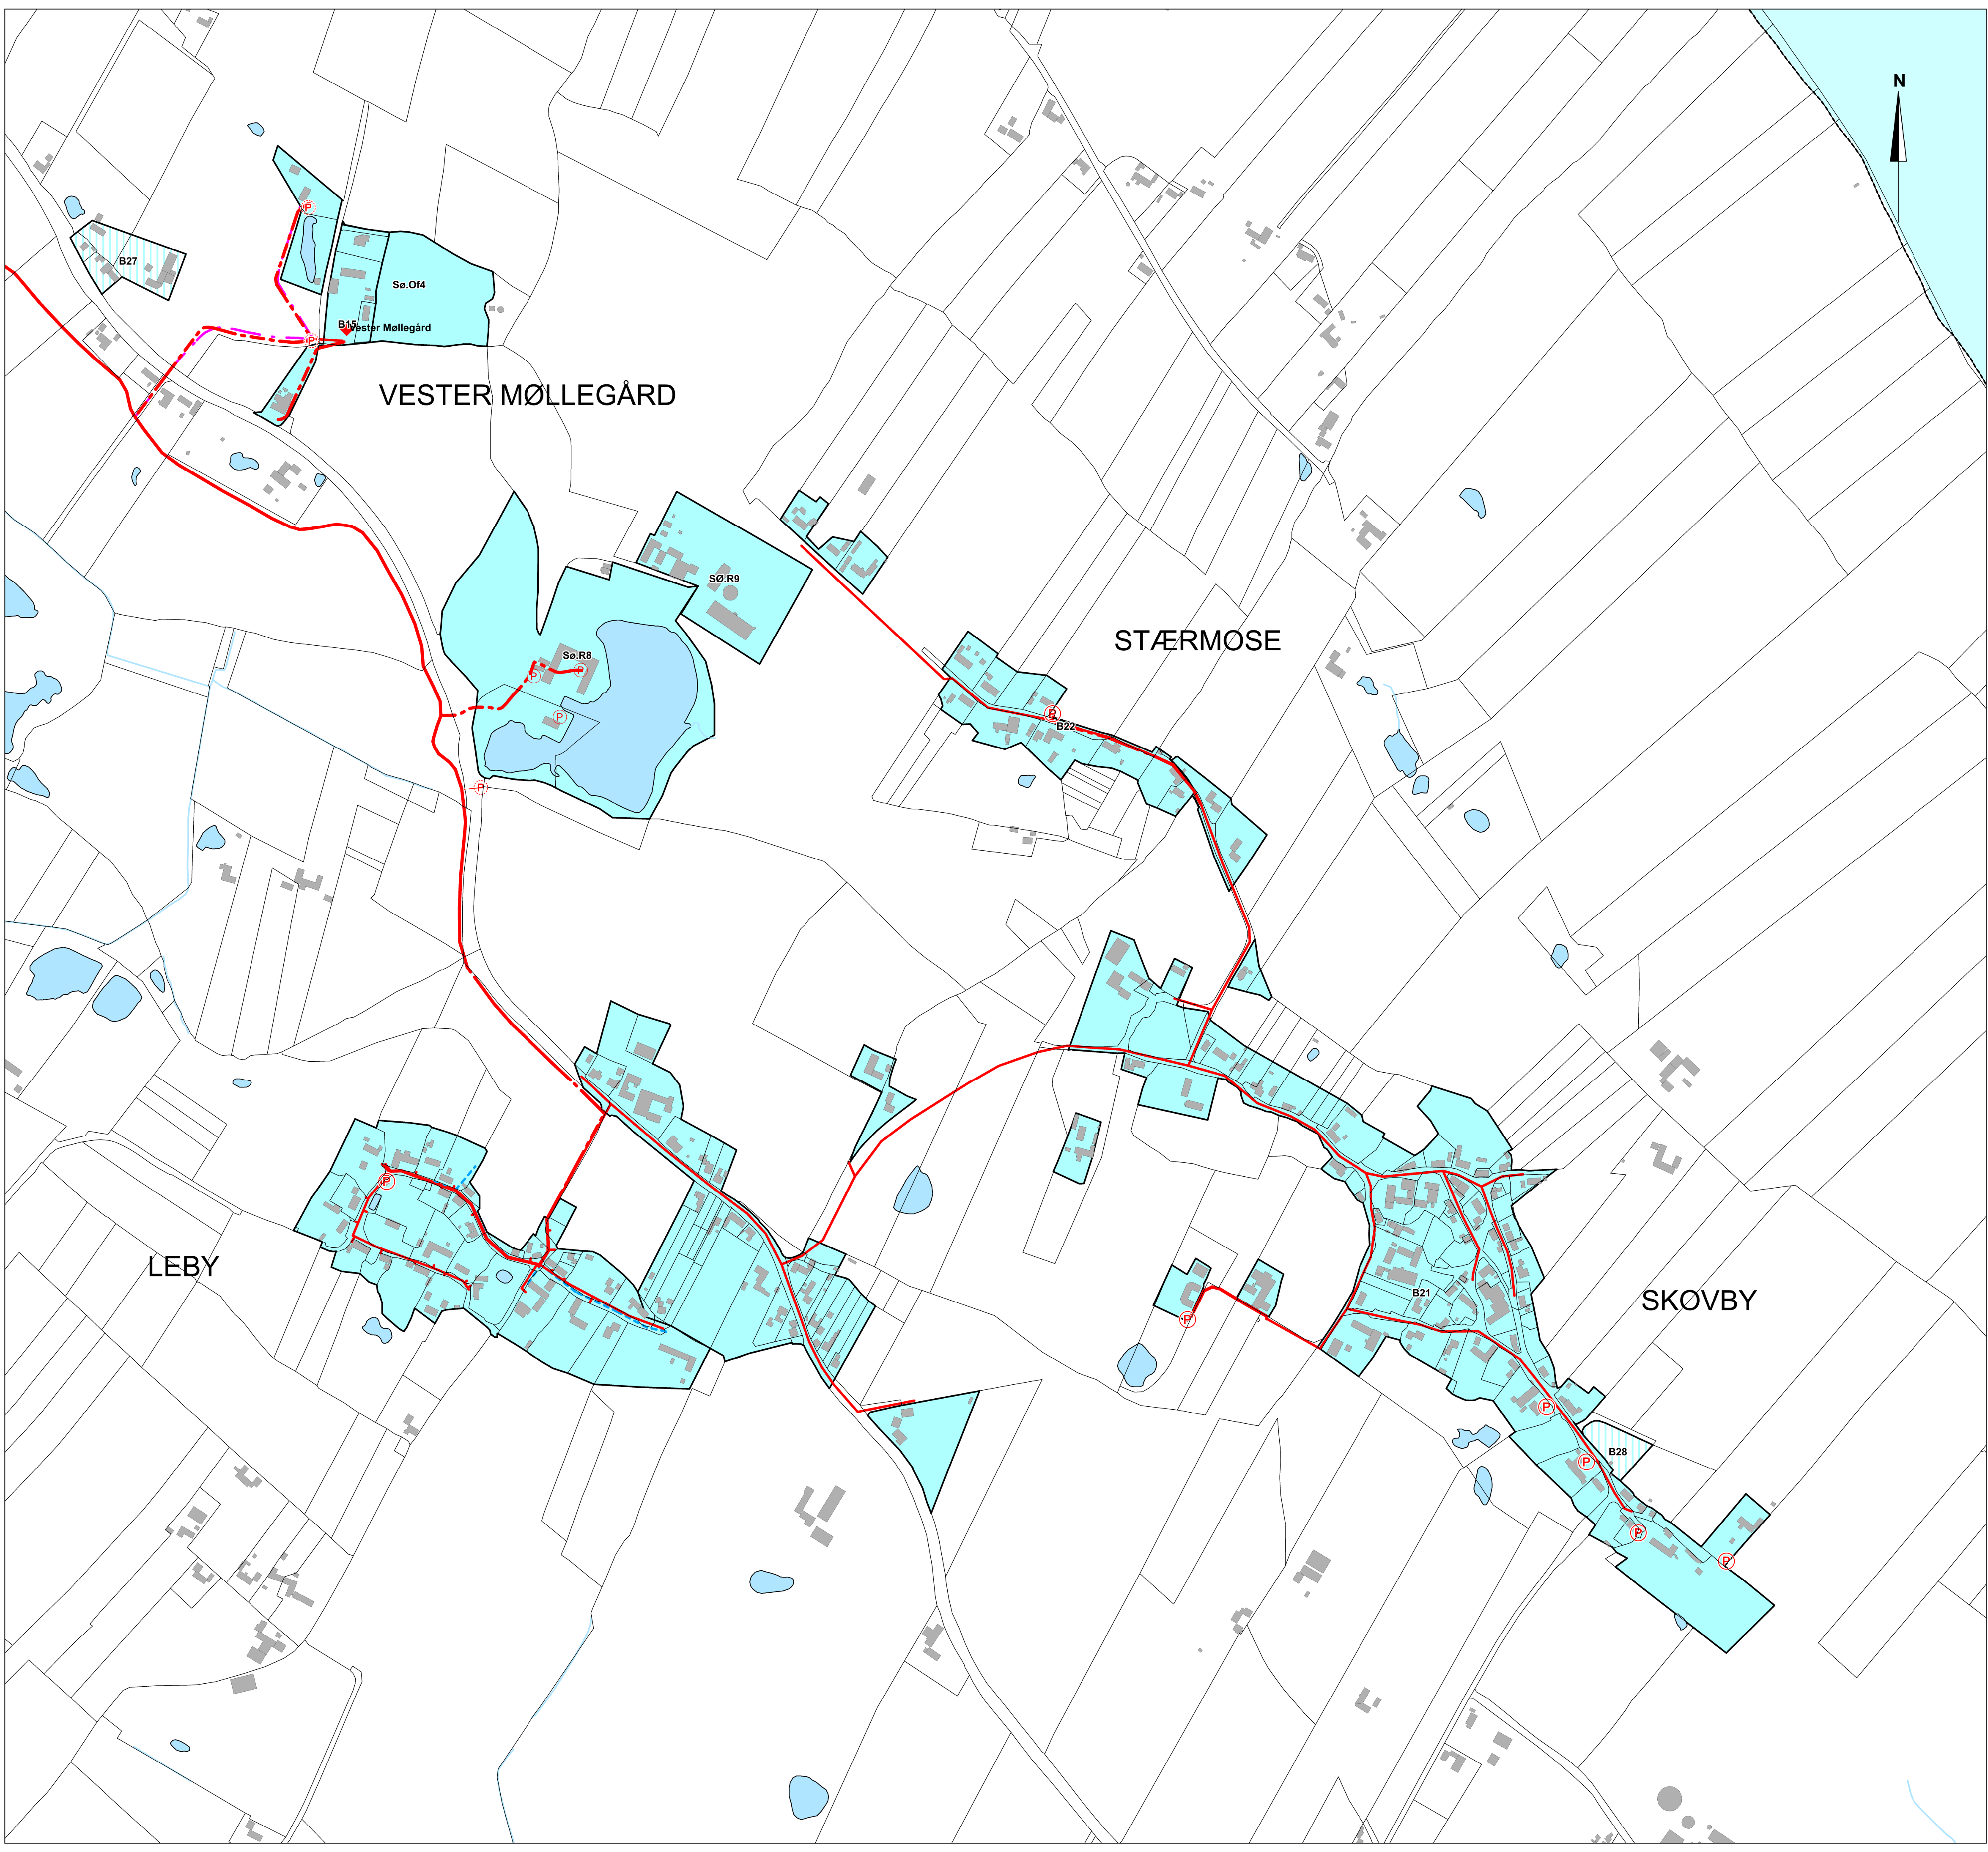 N
P
B27
Sø.Of4
B15
Vester Møllegård
P
VESTER MØLLEGÅRD
SØ.R9
STÆRMOSE
Sø.R8
P
P
P
P
B22
P
P
LEBY
B21
SKOVBY
P
P
B28
P
P
P